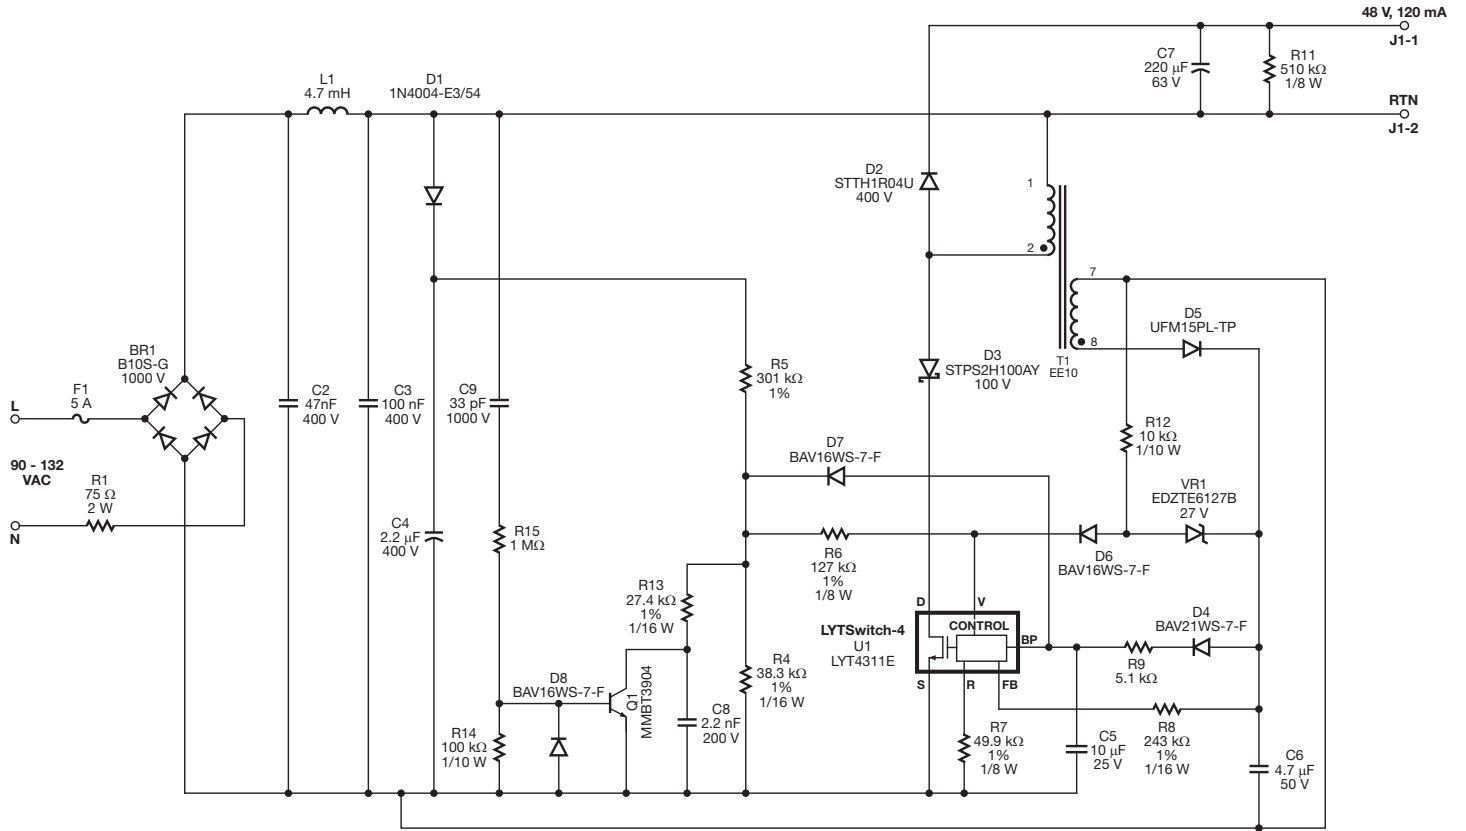 48 V, 120 mA
J1-1
C7
220 µF
63 V
R11
510 kΩ
1/8 W
RTN
J1-2
L1
4.7 mH
D1
1N4004-E3/54
D2
STTH1R04U
400 V
1
2
7
8
T1
EE10
D5
UFM15PL-TP
D3
STPS2H100AY
100 V
BR1
B10S-G
1000 V
F1
5 A
L
90 - 132
VAC
R1
75 Ω
2 W
N
C2
47nF
400 V
C3
100 nF
400 V
C9
33 pF
1000 V
R5
301 kΩ
1%
R12
10 kΩ
1/10 W
D7
BAV16WS-7-F
VR1
EDZTE6127B
27 V
C4
2.2 µF
400 V
R15
1 MΩ
R6
127 kΩ
1%
1/8 W
D6
BAV16WS-7-F
R13
27.4 kΩ
1%
1/16 W
D
V
CONTROL
BP
S
R
FB
LYTSwitch-4
U1
LYT4311E
D4
BAV21WS-7-F
R9
5.1 kΩ
R4
38.3 kΩ
1%
1/16 W
D8
BAV16WS-7-F
Q1
MMBT3904
C8
2.2 nF
200 V
R14
100 kΩ
1/10 W
R7
49.9 kΩ
1%
1/8 W
C5
10 µF
25 V
R8
243 kΩ
1%
1/16 W
C6
4.7 µF
50 V